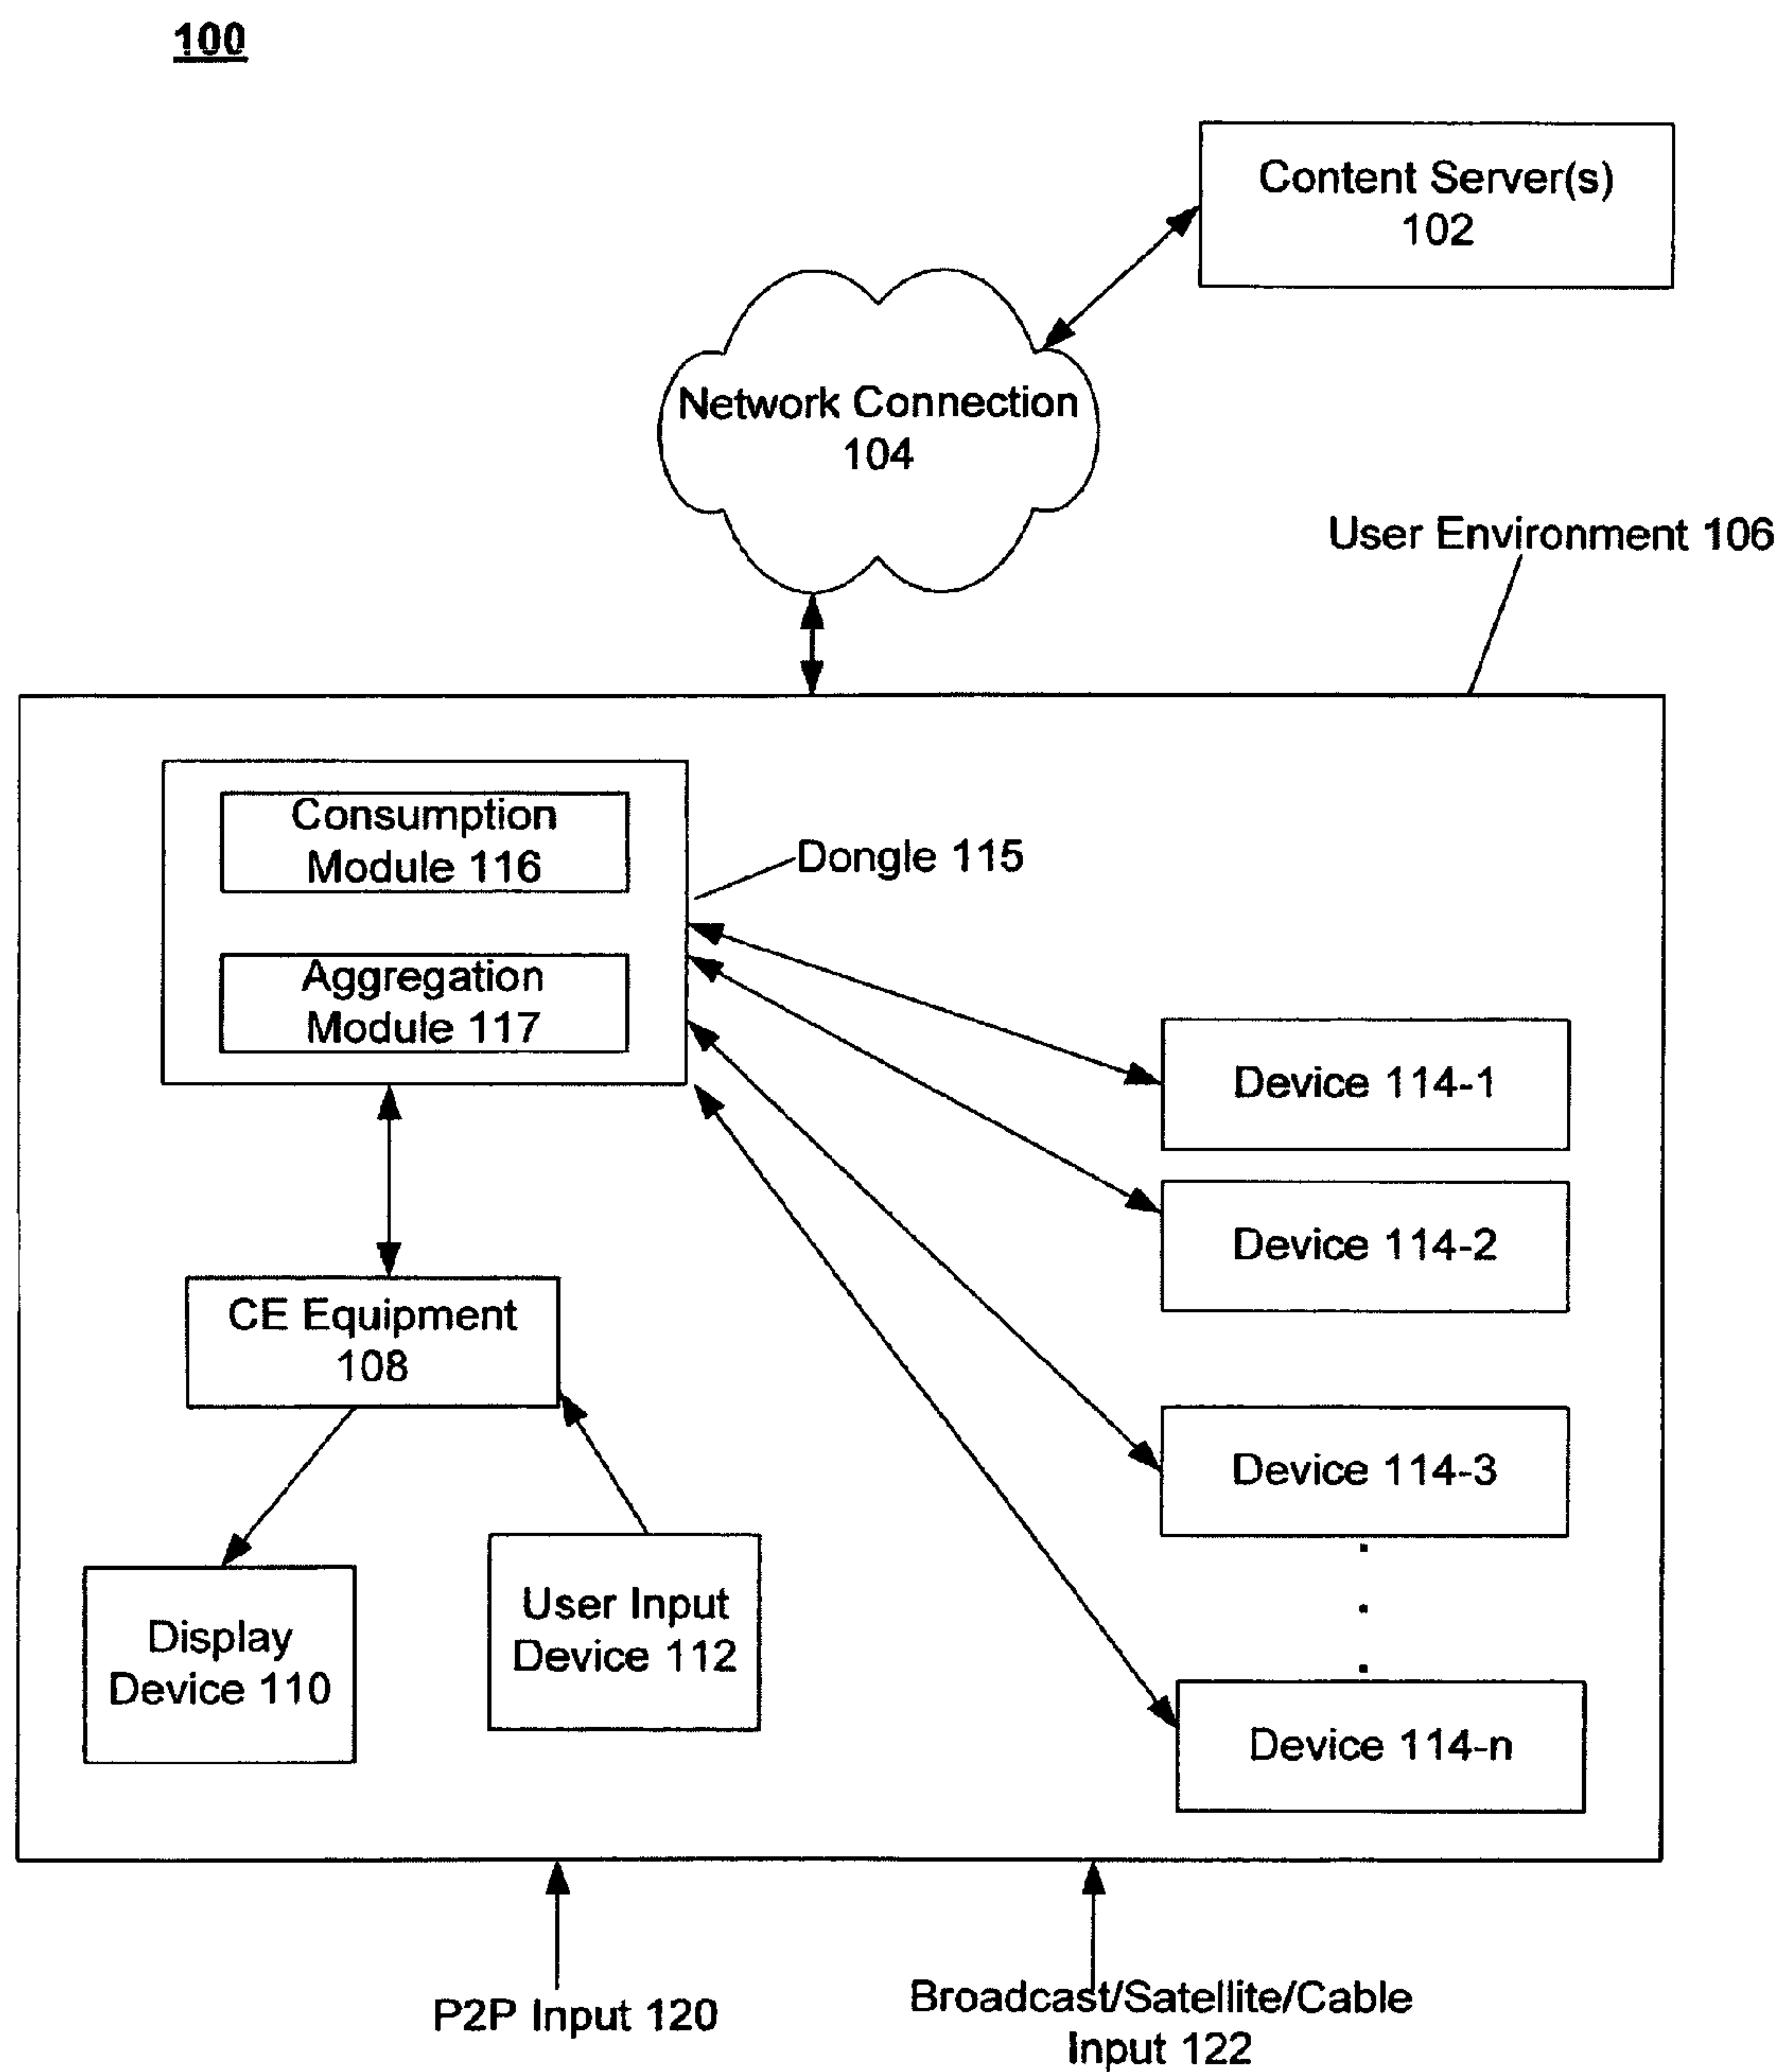 100
Content Server(s)
102
Network Connection
104
User Environment 106
Consumption
Module 116
Dongle 115
Aggregation
Module 117
Device 114-1
Device 114-2
CE Equipment
108
Device 114-3
User Input
Device 112
Display
Device 110
Device 114-n
P2P Input 120
Broadcast/Satellite/Cable
Input 122